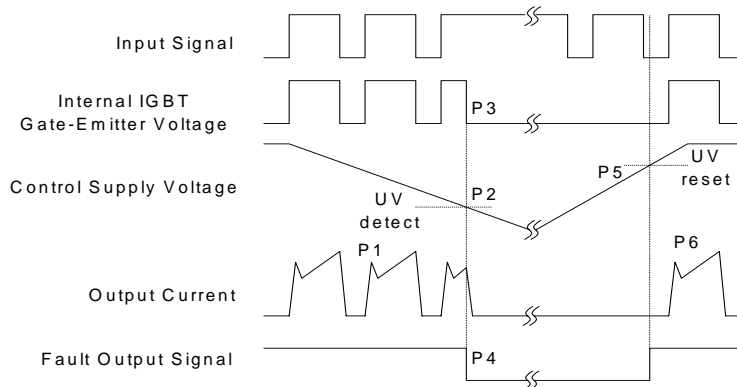 Input Signal
Internal IGBT
Gate-Emitter Voltage
P3
Control Supply Voltage
UV
detect
P2
P5
UV
reset
Output Current
P1
P6
Fault Output Signal
P4